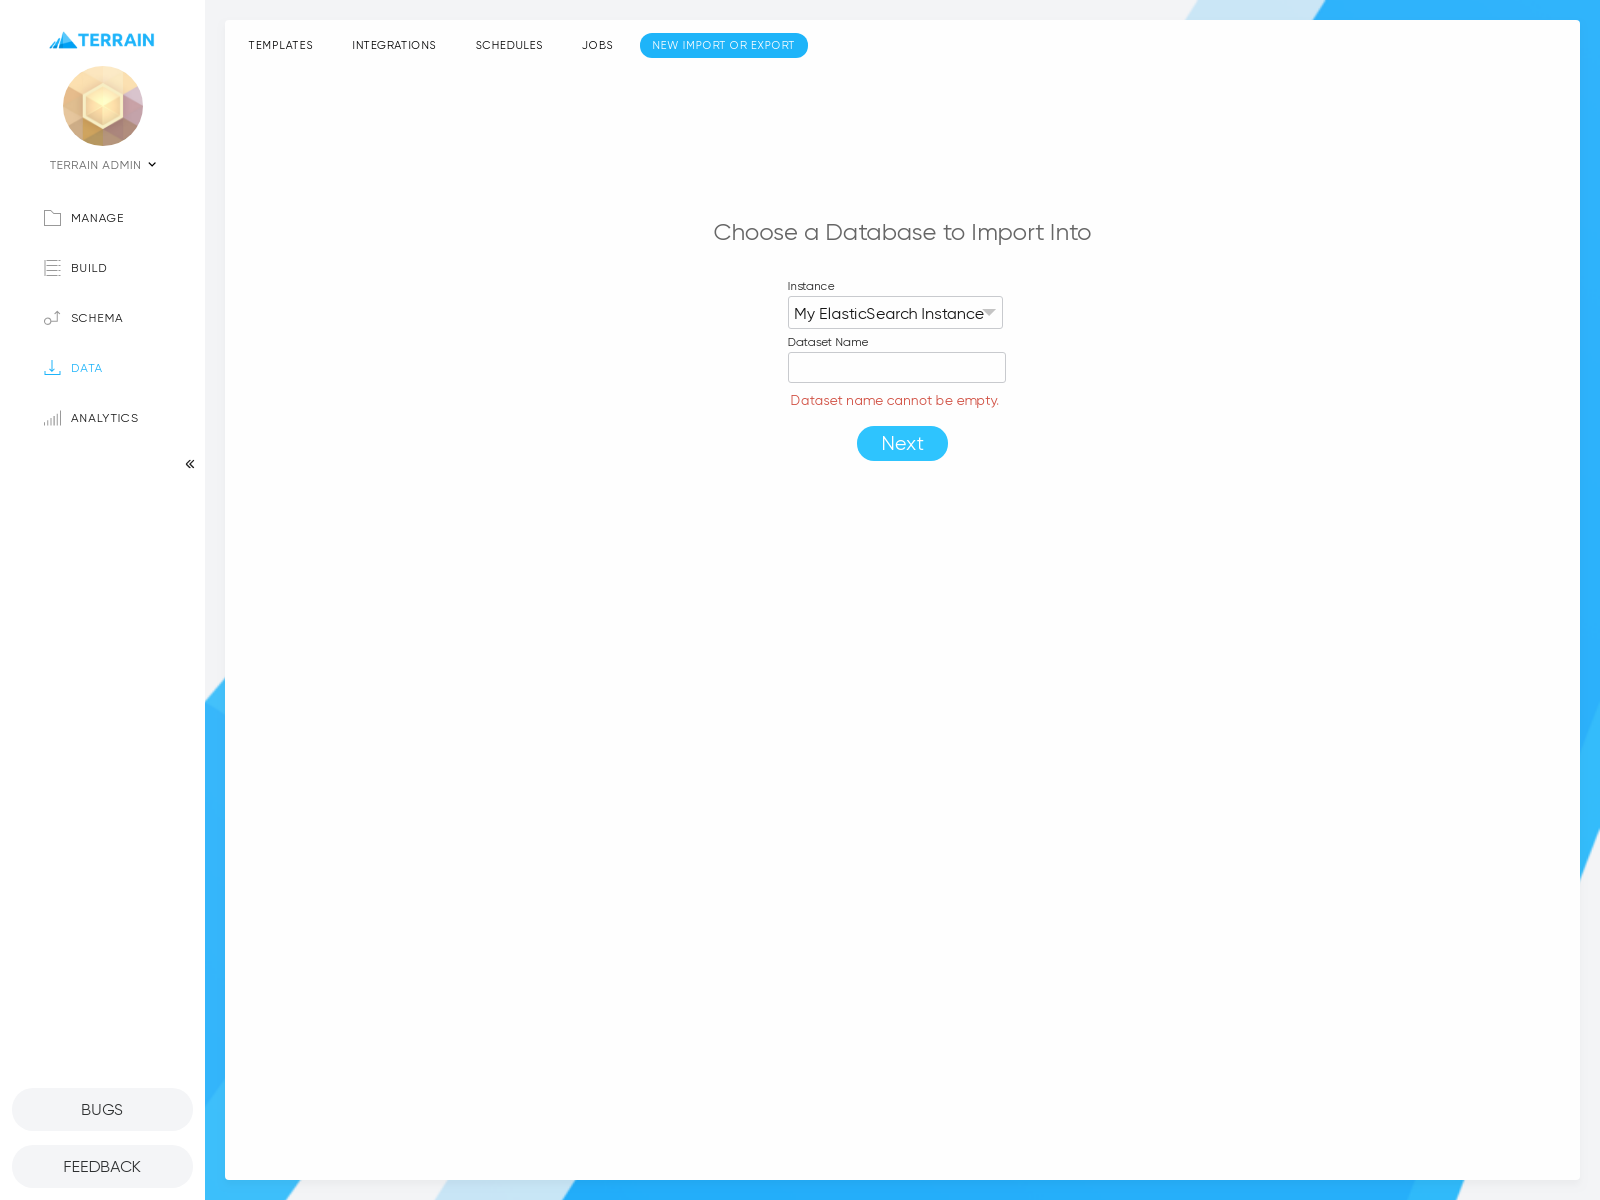 TERRAIN
TERRAIN ADMIN
MANAGE
BUILD
SCHEMA
DATA
ANALYTICS
BUGS
FEEDBACK
TEMPLATES INTEGRATIONS SCHEDULES JOBS NEW IMPORT OR EXPORT
Choose a Database to Import Into
Instance
My ElasticSearch Instance
Dataset Name
Dataset name cannot be empty.
Next